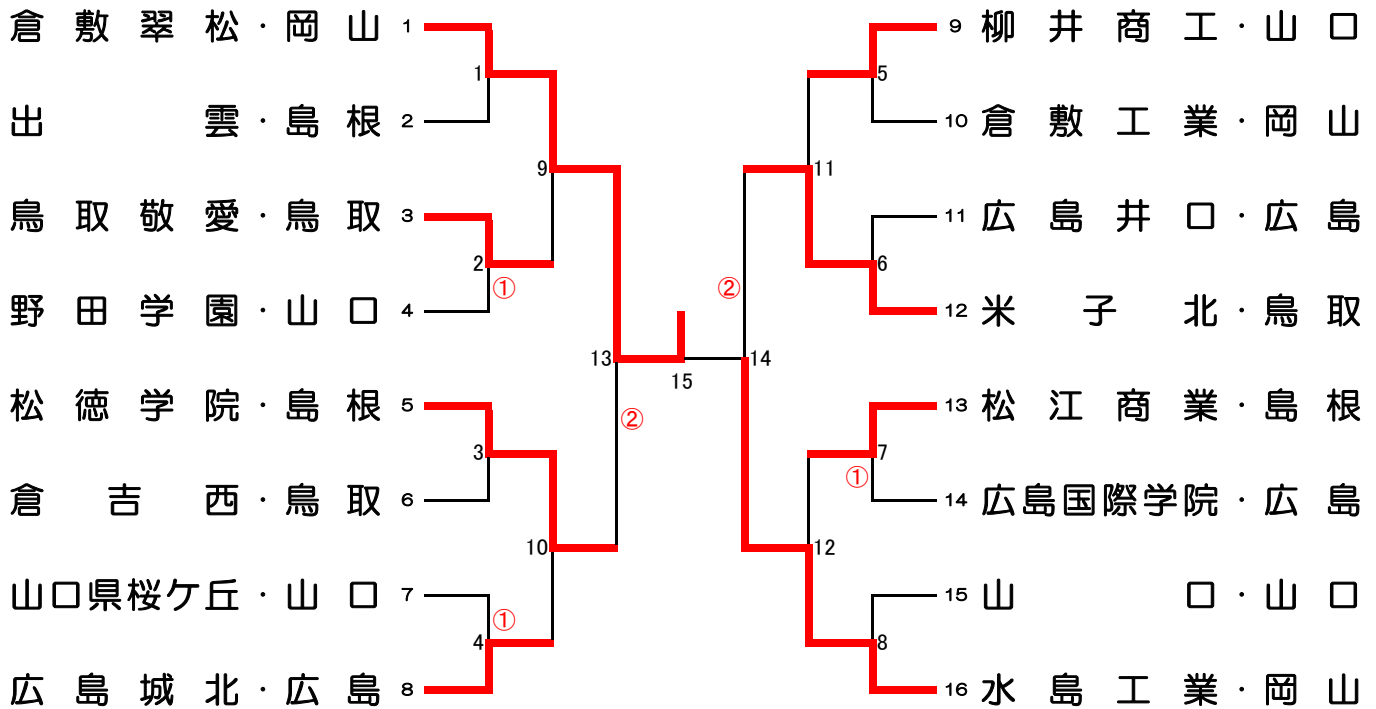 倉敷翠松・岡山 1
出雲・島根 2
鳥取敬愛・鳥取 3
野田学園・山口 4
松徳学院・島根 5
倉吉西・鳥取 6
山口県桜ケ丘・山口 7
広島城北・広島 8
1
2
①
3
4
①
9
10
13
②
15
14
②
11
12
5
6
7
①
8
9 柳井商工・山口
10 倉敷工業・岡山
11 広島井口・広島
12 米子北・鳥取
13 松江商業・島根
14 広島国際学院・広島
15 山口・山口
16 水島工業・岡山